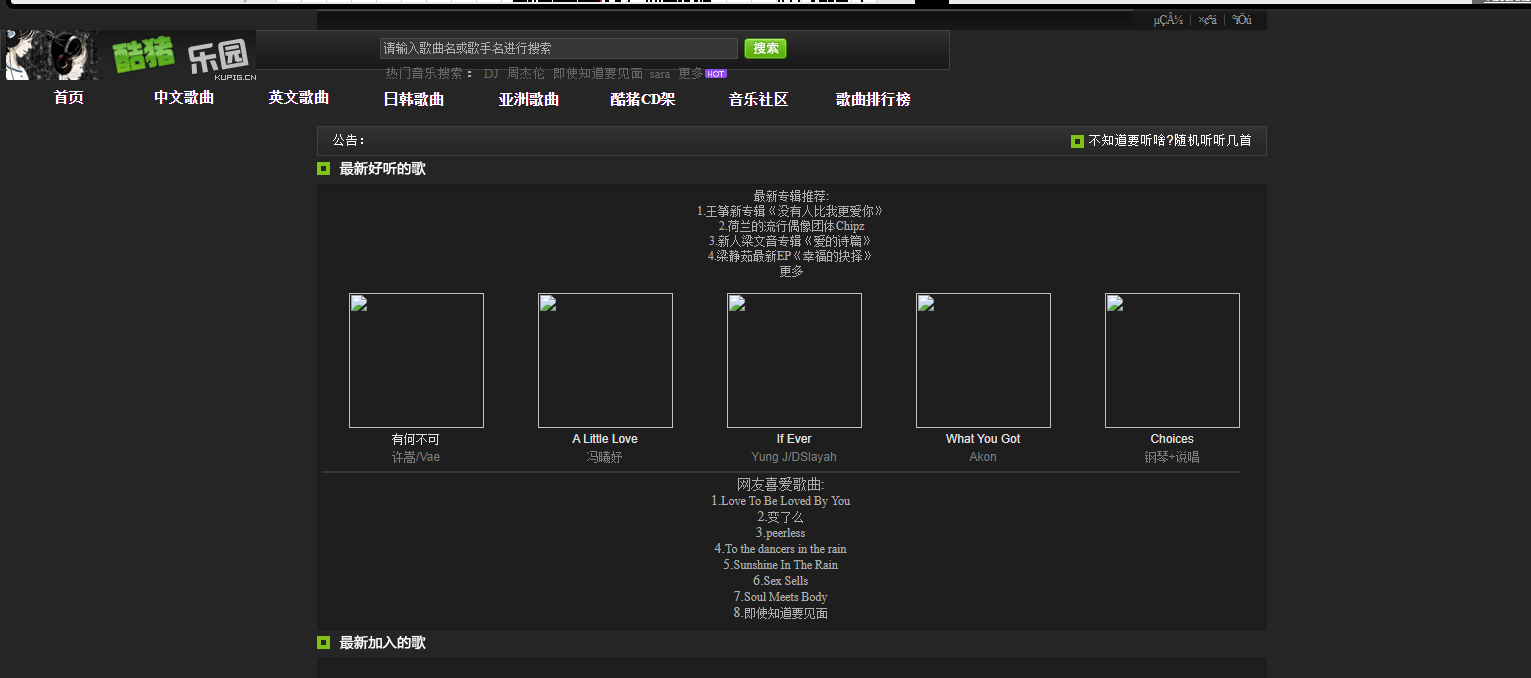 µÇÂ½ | ×¢²á | °ïÖú
酷猪 乐园
KUPIG.CN
请输入歌曲名或歌手名进行搜索 搜索
热门音乐搜索： DJ 周杰伦 即使知道要见面 sara 更多 HOT
首页 中文歌曲 英文歌曲 日韩歌曲 亚洲歌曲 酷猪CD架 音乐社区 歌曲排行榜
公告： 不知道要听啥?随机听听几首
最新好听的歌
最新专辑推荐:
1.王筝新专辑《没有人比我更爱你》
2.荷兰的流行偶像团体Chipz
3.新人梁文音专辑《爱的诗篇》
4.梁静茹最新EP《幸福的抉择》
更多
有何不可 A Little Love If Ever What You Got Choices
许嵩/Vae 冯曦妤 Yung J/DSlayah Akon 钢琴+说唱
网友喜爱歌曲:
1.Love To Be Loved By You
2.变了么
3.peerless
4.To the dancers in the rain
5.Sunshine In The Rain
6.Sex Sells
7.Soul Meets Body
8.即使知道要见面
最新加入的歌